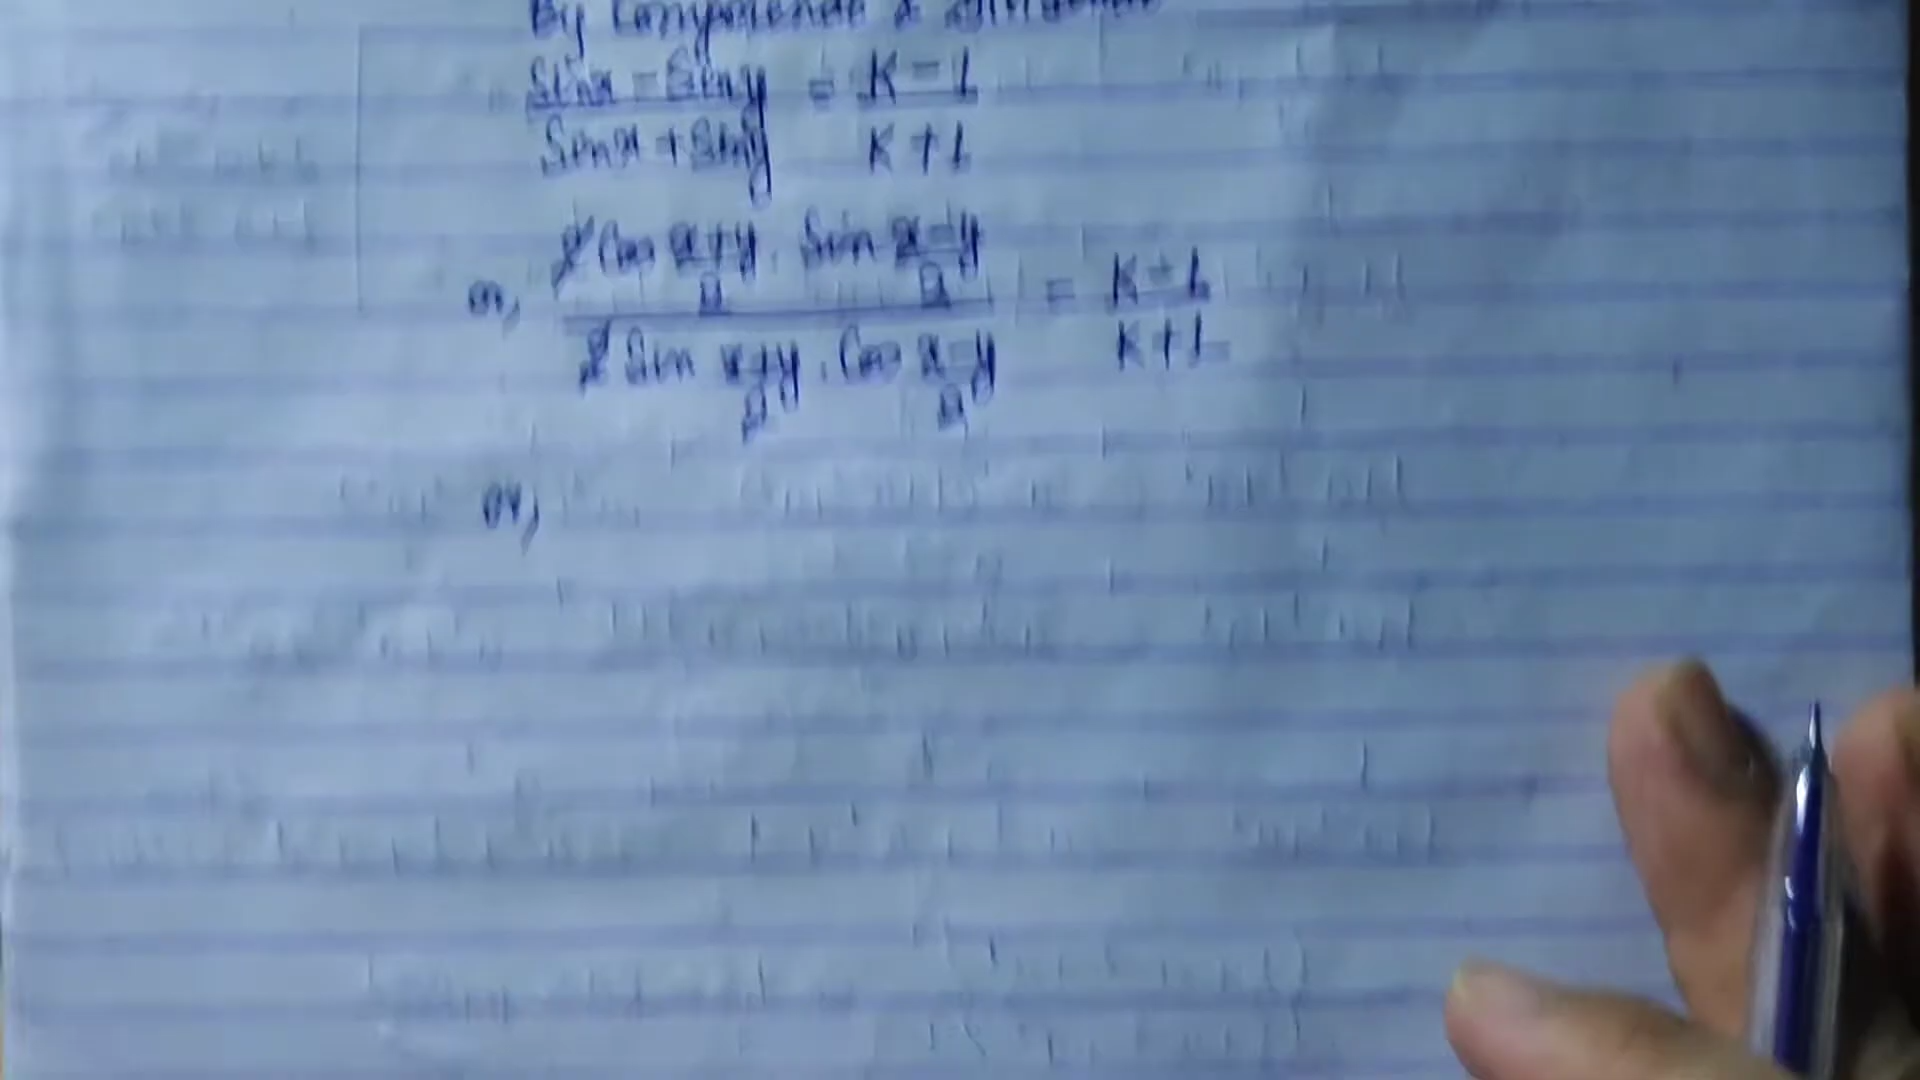 By Componendo & Dividendo
Sinx - Siny = K - 1
Sinx + Siny K + 1
or, 2 Cos x+y/2 . Sin x-y/2 = K - 1
2 Sin x+y/2 . Cos x-y/2 K + 1
or,